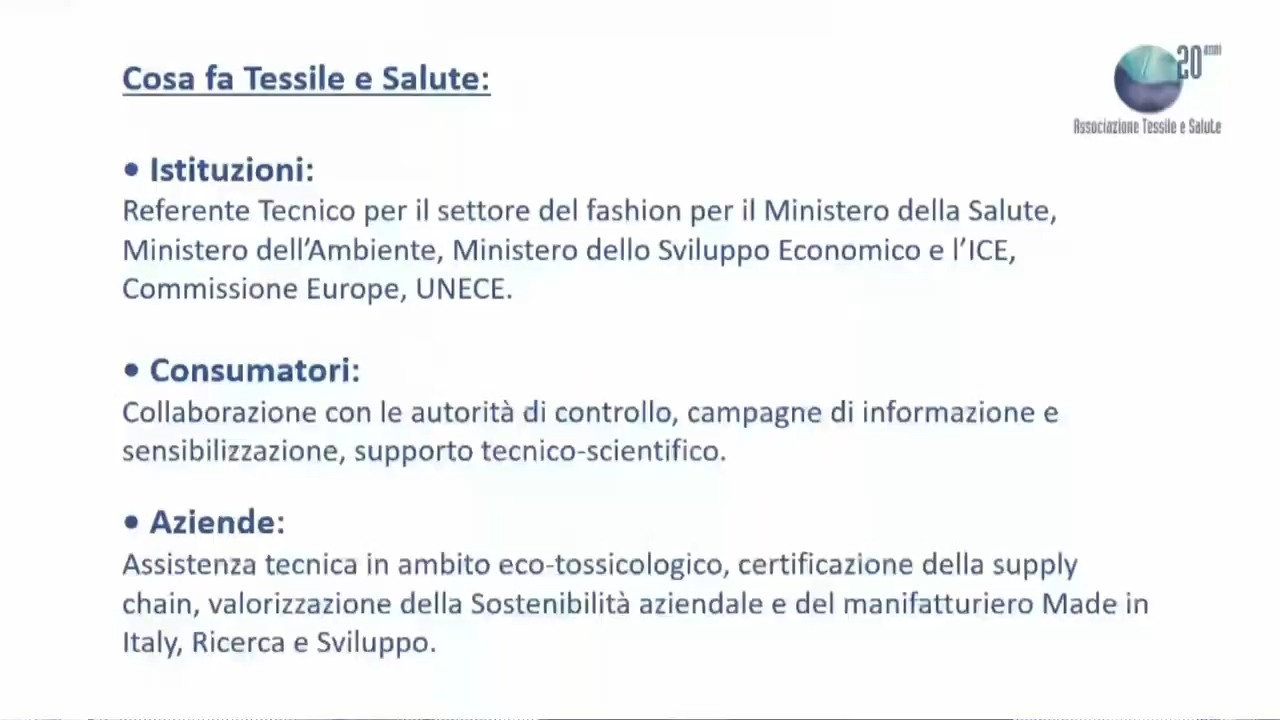 Cosa fa Tessile e Salute:
20 anni
Associazione Tessile e Salute
• Istituzioni:
Referente Tecnico per il settore del fashion per il Ministero della Salute,
Ministero dell’Ambiente, Ministero dello Sviluppo Economico e l’ICE,
Commissione Europe, UNECE.
• Consumatori:
Collaborazione con le autorità di controllo, campagne di informazione e
sensibilizzazione, supporto tecnico-scientifico.
• Aziende:
Assistenza tecnica in ambito eco-tossicologico, certificazione della supply
chain, valorizzazione della Sostenibilità aziendale e del manifatturiero Made in
Italy, Ricerca e Sviluppo.